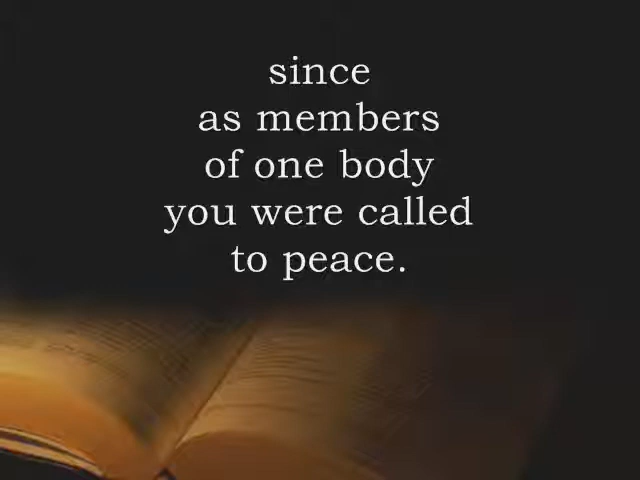 since
as members
of one body
you were called
to peace.